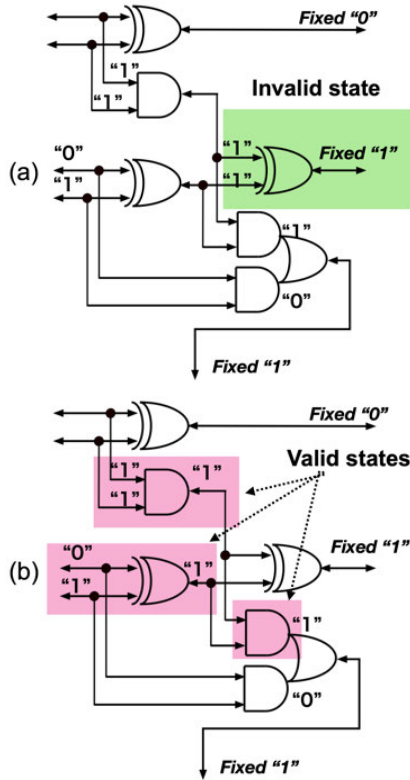 Fixed “0”
“1”
“1”
Invalid state
“0”
“1”
Fixed “1”
(a)
“1”
“1”
“1”
“0”
Fixed “1”
Fixed “0”
“1”
“1”
“1”
Valid states
“0”
“1”
Fixed “1”
(b)
“1”
“1”
“0”
Fixed “1”